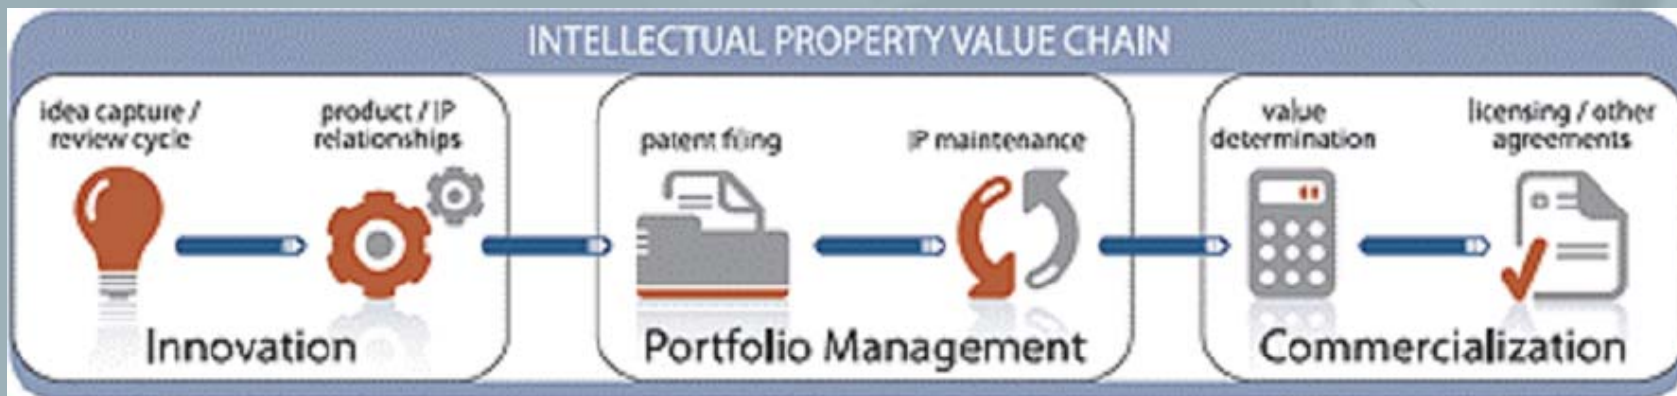 INTELLECTUAL PROPERTY VALUE CHAIN
idea capture /
review cycle
product / IP
relationships
patent filing
IP maintenance
value
determination
licensing / other
agreements
Innovation
Portfolio Management
Commercialization